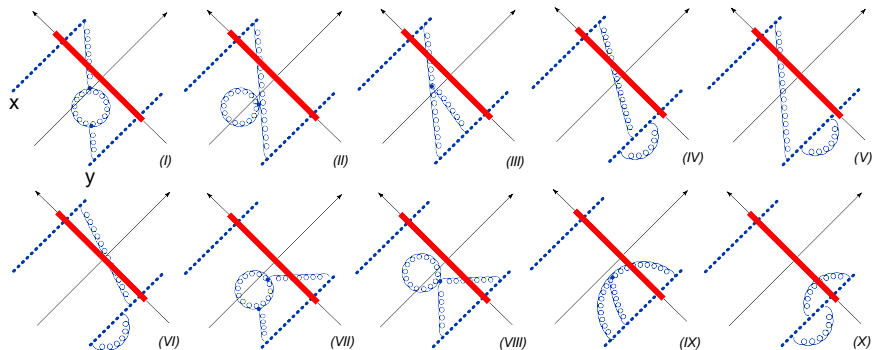 x
y
(I)
(II)
(III)
(IV)
(V)
(VI)
(VII)
(VIII)
(IX)
(X)